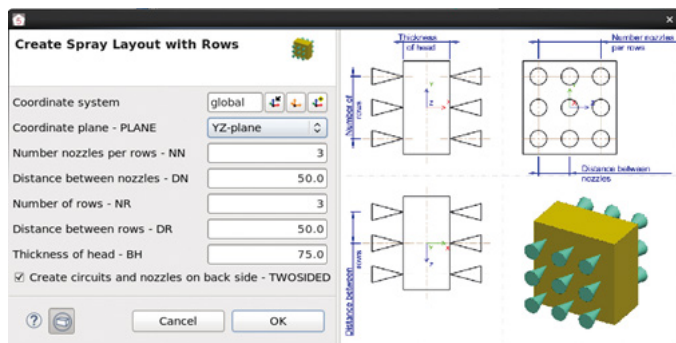 Create Spray Layout with Rows
Coordinate system
global
Coordinate plane - PLANE
YZ-plane
Number nozzles per rows - NN
3
Distance between nozzles - DN
50.0
Number of rows - NR
3
Distance between rows - DR
50.0
Thickness of head - BH
75.0
Create circuits and nozzles on back side - TWOSIDED
?
Cancel
OK
Thickness
of head
Number of
rows
Number nozzles
per rows
Distance between
nozzles
Distance between
rows